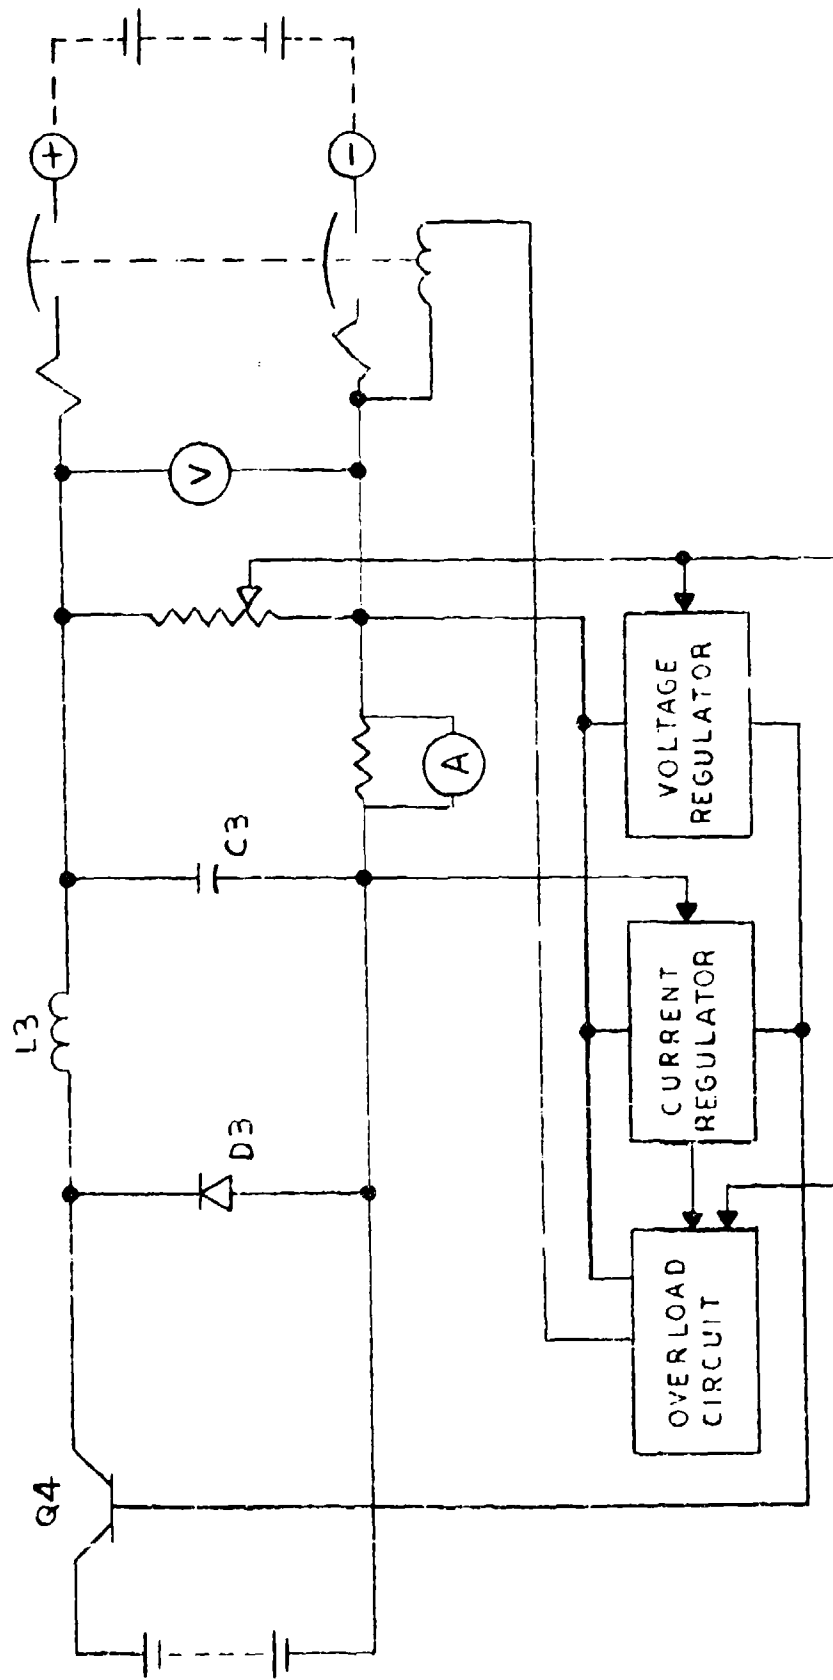 Q4
L3
D3
C3
+
-
V
A
OVERLOAD
CIRCUIT
CURRENT
REGULATOR
VOLTAGE
REGULATOR